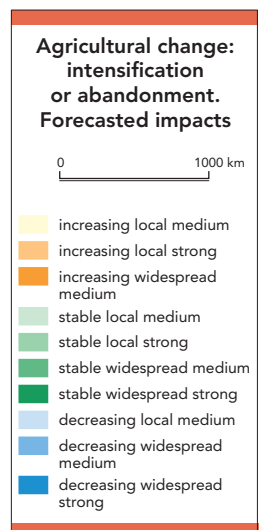 Agricultural change:
intensification
or abandonment.
Forecasted impacts
0 1000 km
increasing local medium
increasing local strong
increasing widespread
medium
stable local medium
stable local strong
stable widespread medium
stable widespread strong
decreasing local medium
decreasing widespread
medium
decreasing widespread
strong